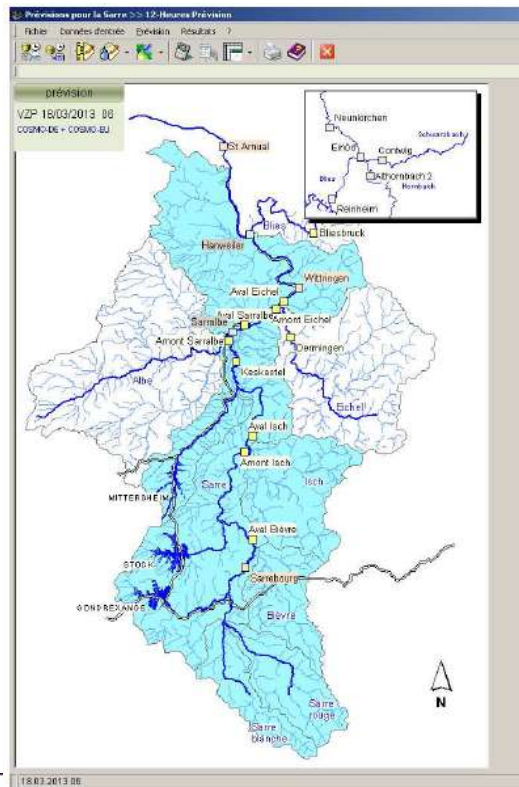 Prévisions pour la Sarre >> 12-Heures Prévision
Fichier Données d'entrée Prévision Résultats ?
prévision
VZP 18/03/2013 06
COSMO-DE + COSMO-EU
Neunkirchen
Schwarzbach
Einöd
Contwig
Blies
Althornbach 2
Hornbach
Reinheim
St Arnual
Blies
Bliesbruck
Hanweiler
Wittringen
Aval Eichel
Aval Sarralbe
Sarralbe
Amont Eichel
Amont Sarralbe
Oermingen
Keskastel
Albe
Eichel
Aval Isch
Amont Isch
Sarre
Isch
MITTERSHEIM
Aval Bièvre
STOCK
Sarrebourg
GONDREXANGE
Bièvre
Sarre
rouge
Sarre
blanche
N
18.03.2013 06